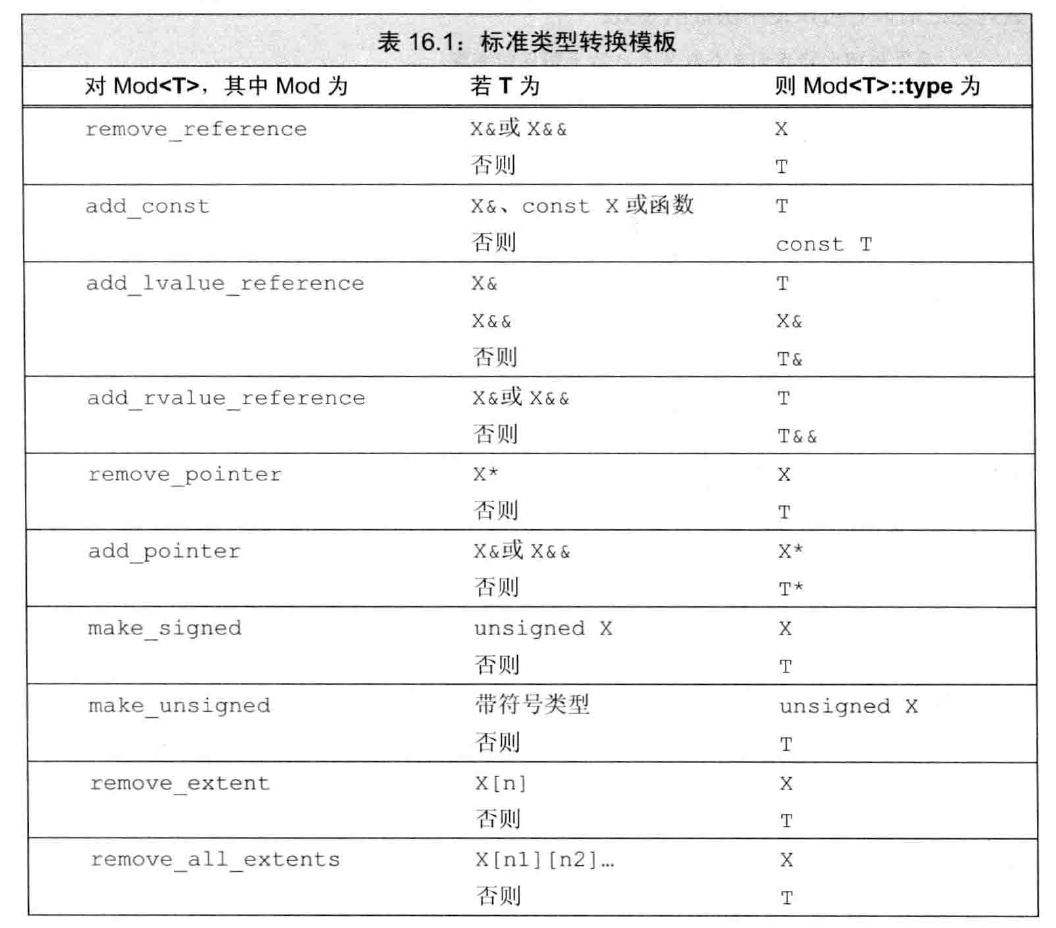 表 16.1：标准类型转换模板
对 Mod<T>，其中 Mod 为 若 T 为 则 Mod<T>::type 为
remove_reference X&或 X&& X
否则 T
add_const X&、const X 或函数 T
否则 const T
add_lvalue_reference X& T
X&& X&
否则 T&
add_rvalue_reference X&或 X&& T
否则 T&&
remove_pointer X* X
否则 T
add_pointer X&或 X&& X*
否则 T*
make_signed unsigned X X
否则 T
make_unsigned 带符号类型 unsigned X
否则 T
remove_extent X[n] X
否则 T
remove_all_extents X[n1][n2]… X
否则 T